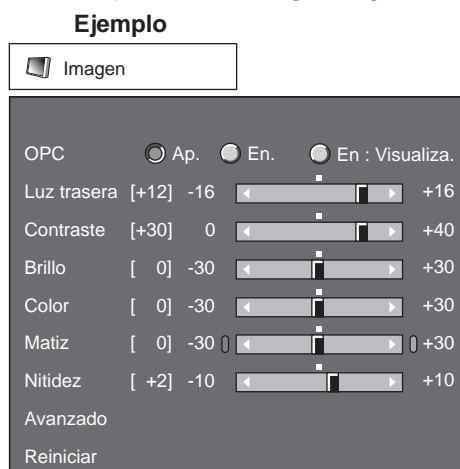 Ejemplo
Imagen
OPC Ap. En. En : Visualiza.
Luz trasera [+12] -16 +16
Contraste [+30] 0 +40
Brillo [ 0] -30 +30
Color [ 0] -30 +30
Matiz [ 0] -30 +30
Nitidez [ +2] -10 +10
Avanzado
Reiniciar